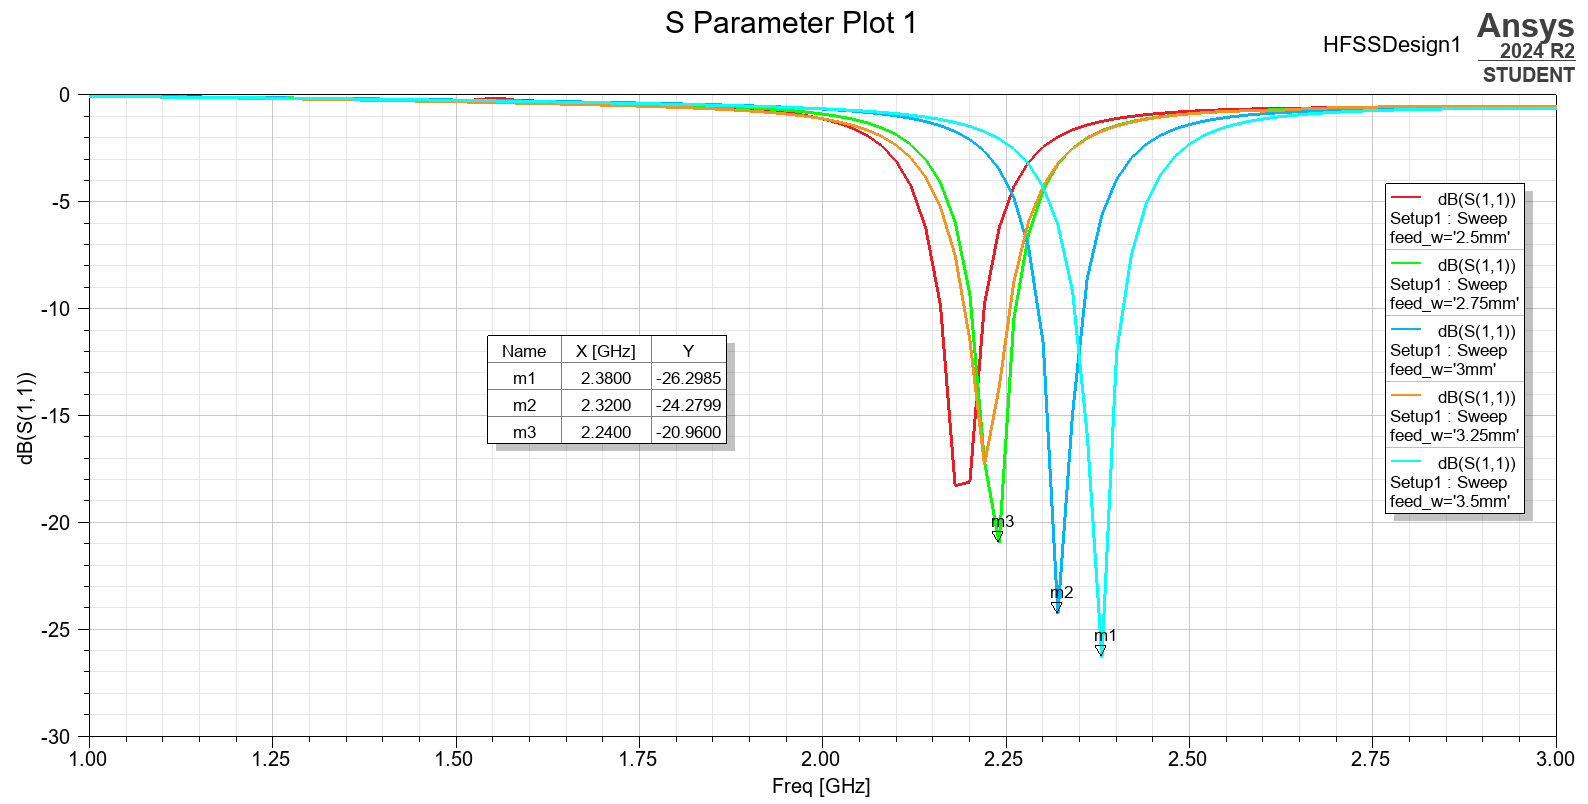 S Parameter Plot 1
HFSSDesign1
Ansys
2024 R2
STUDENT
0
-5
-10
-15
-20
-25
-30
dB(S(1,1))
Name X [GHz] Y
m1 2.3800 -26.2985
m2 2.3200 -24.2799
m3 2.2400 -20.9600
m3
m2
m1
dB(S(1,1))
Setup1 : Sweep
feed_w='2.5mm'
dB(S(1,1))
Setup1 : Sweep
feed_w='2.75mm'
dB(S(1,1))
Setup1 : Sweep
feed_w='3mm'
dB(S(1,1))
Setup1 : Sweep
feed_w='3.25mm'
dB(S(1,1))
Setup1 : Sweep
feed_w='3.5mm'
1.00 1.25 1.50 1.75 2.00 2.25 2.50 2.75 3.00
Freq [GHz]